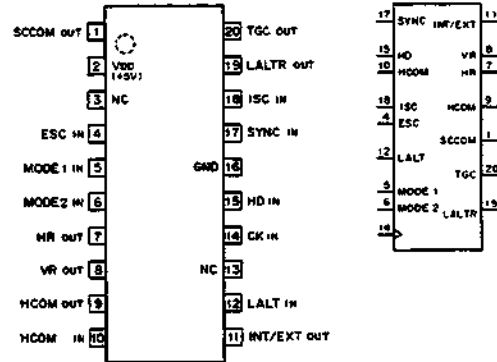 SCCOM OUT 1
2 VDD (+5V)
3 NC
ESC IN 4
MODE 1 IN 5
MODE2 IN 6
HR OUT 7
VR OUT 8
HCOM OUT 9
HCOM IN 10
20 TGC OUT
19 LALTR OUT
18 ISC IN
17 SYNC IN
GND 16
15 HD IN
14 CK IN
NC 13
12 LALT IN
11 INT/EXT OUT
17 SYNC INT/EXT 11
15 HD VR 8
10 HCOM HR 7
18 ISC HCOM 9
4 ESC
SCCOM 1
12 LALT
TGC 20
5 MODE 1
6 MODE 2 LALTR 19
14